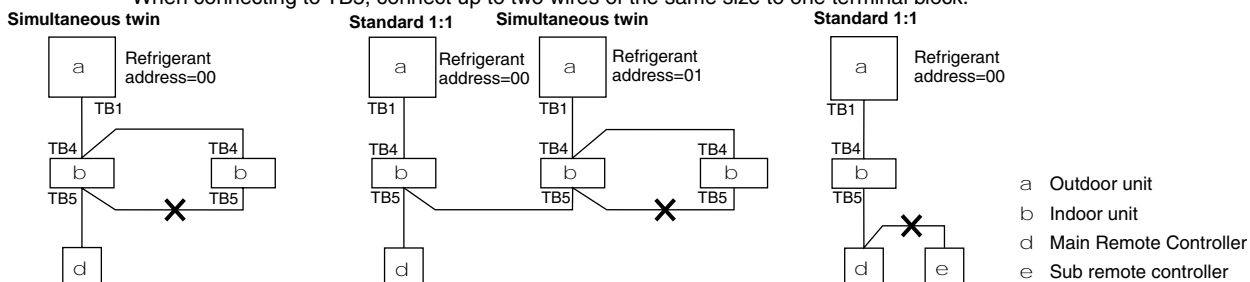 When connecting to TB5, connect up to two wires of the same size to one terminal block.
Simultaneous twin
a
Refrigerant
address=00
TB1
TB4
TB4
b
b
TB5
TB5
d
Standard 1:1
Simultaneous twin
a
Refrigerant
address=00
a
Refrigerant
address=01
TB1
TB1
TB4
TB4
TB4
b
b
b
TB5
TB5
TB5
d
Standard 1:1
a
Refrigerant
address=00
TB1
TB4
b
TB5
d
e
a Outdoor unit
b Indoor unit
d Main Remote Controller
e Sub remote controller